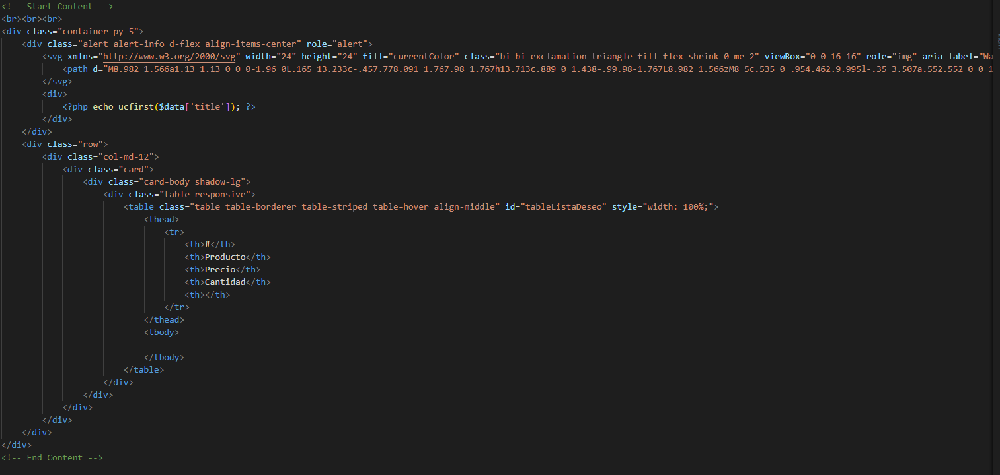 <!-- Start Content -->
<br><br><br>
<div class="container py-5">
<div class="alert alert-info d-flex align-items-center" role="alert">
<svg xmlns="http://www.w3.org/2000/svg" width="24" height="24" fill="currentColor" class="bi bi-exclamation-triangle-fill flex-shrink-0 me-2" viewBox="0 0 16 16" role="img" aria-label="Wa
<path d="M8.982 1.566a1.13 1.13 0 0 0-1.96 0L.165 13.233c-.457.778.091 1.767.98 1.767h13.713c.889 0 1.438-.99.98-1.767L8.982 1.566zM8 5c.535 0 .954.462.9.995l-.35 3.507a.552.552 0 0 1
</svg>
<div>
<?php echo ucfirst($data['title']); ?>
</div>
</div>
<div class="row">
<div class="col-md-12">
<div class="card">
<div class="card-body shadow-lg">
<div class="table-responsive">
<table class="table table-borderer table-striped table-hover align-middle" id="tableListaDeseo" style="width: 100%;">
<thead>
<tr>
<th>#</th>
<th>Producto</th>
<th>Precio</th>
<th>Cantidad</th>
<th></th>
</tr>
</thead>
<tbody>
</tbody>
</table>
</div>
</div>
</div>
</div>
</div>
</div>
<!-- End Content -->